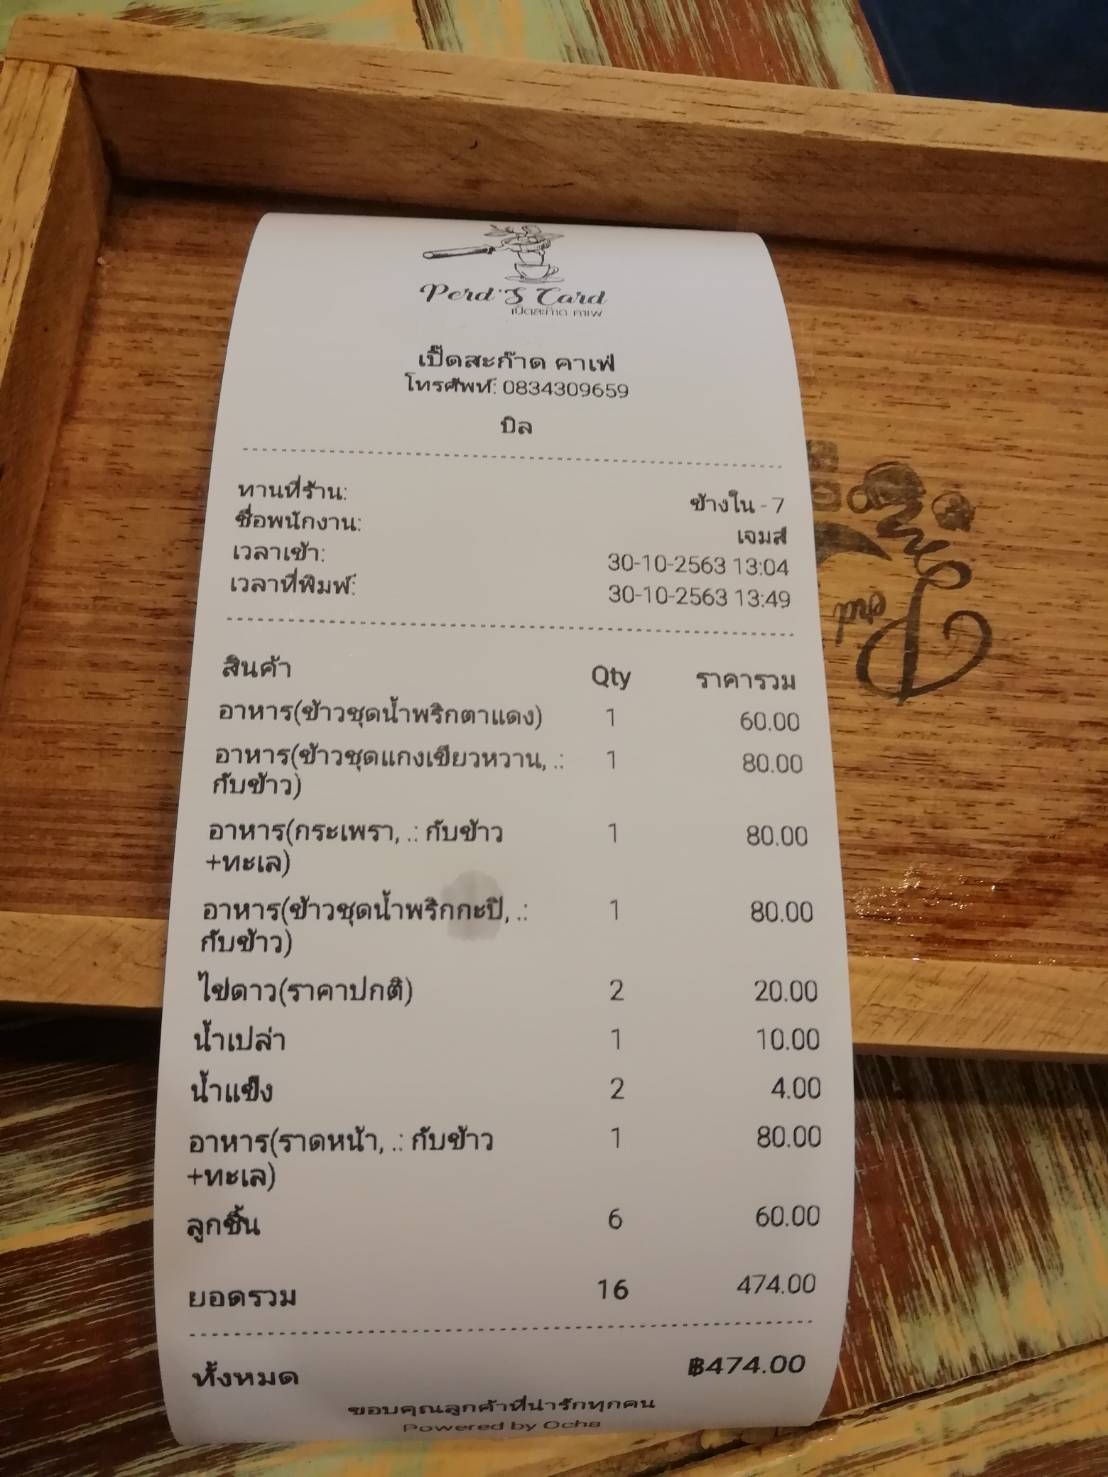 Perd'S Card
เป็ดสะก๊าด คาเฟ่
เป็ดสะก๊าด คาเฟ่
โทรศัพท์: 0834309659
บิล
ทานที่ร้าน: ข้างใน - 7
ชื่อพนักงาน: เจมส์
เวลาเข้า: 30-10-2563 13:04
เวลาที่พิมพ์: 30-10-2563 13:49
สินค้า Qty ราคารวม
อาหาร(ข้าวชุดน้ำพริกตาแดง) 1 60.00
อาหาร(ข้าวชุดแกงเขียวหวาน, .: 1 80.00
กับข้าว)
อาหาร(กระเพรา, .: กับข้าว 1 80.00
+ทะเล)
อาหาร(ข้าวชุดน้ำพริกกะปิ, .: 1 80.00
กับข้าว)
ไข่ดาว(ราคาปกติ) 2 20.00
น้ำเปล่า 1 10.00
น้ำแข็ง 2 4.00
อาหาร(ราดหน้า, .: กับข้าว 1 80.00
+ทะเล)
ลูกชิ้น 6 60.00
ยอดรวม 16 474.00
ทั้งหมด ฿474.00
ขอบคุณลูกค้าที่น่ารักทุกคน
Powered by Ocha